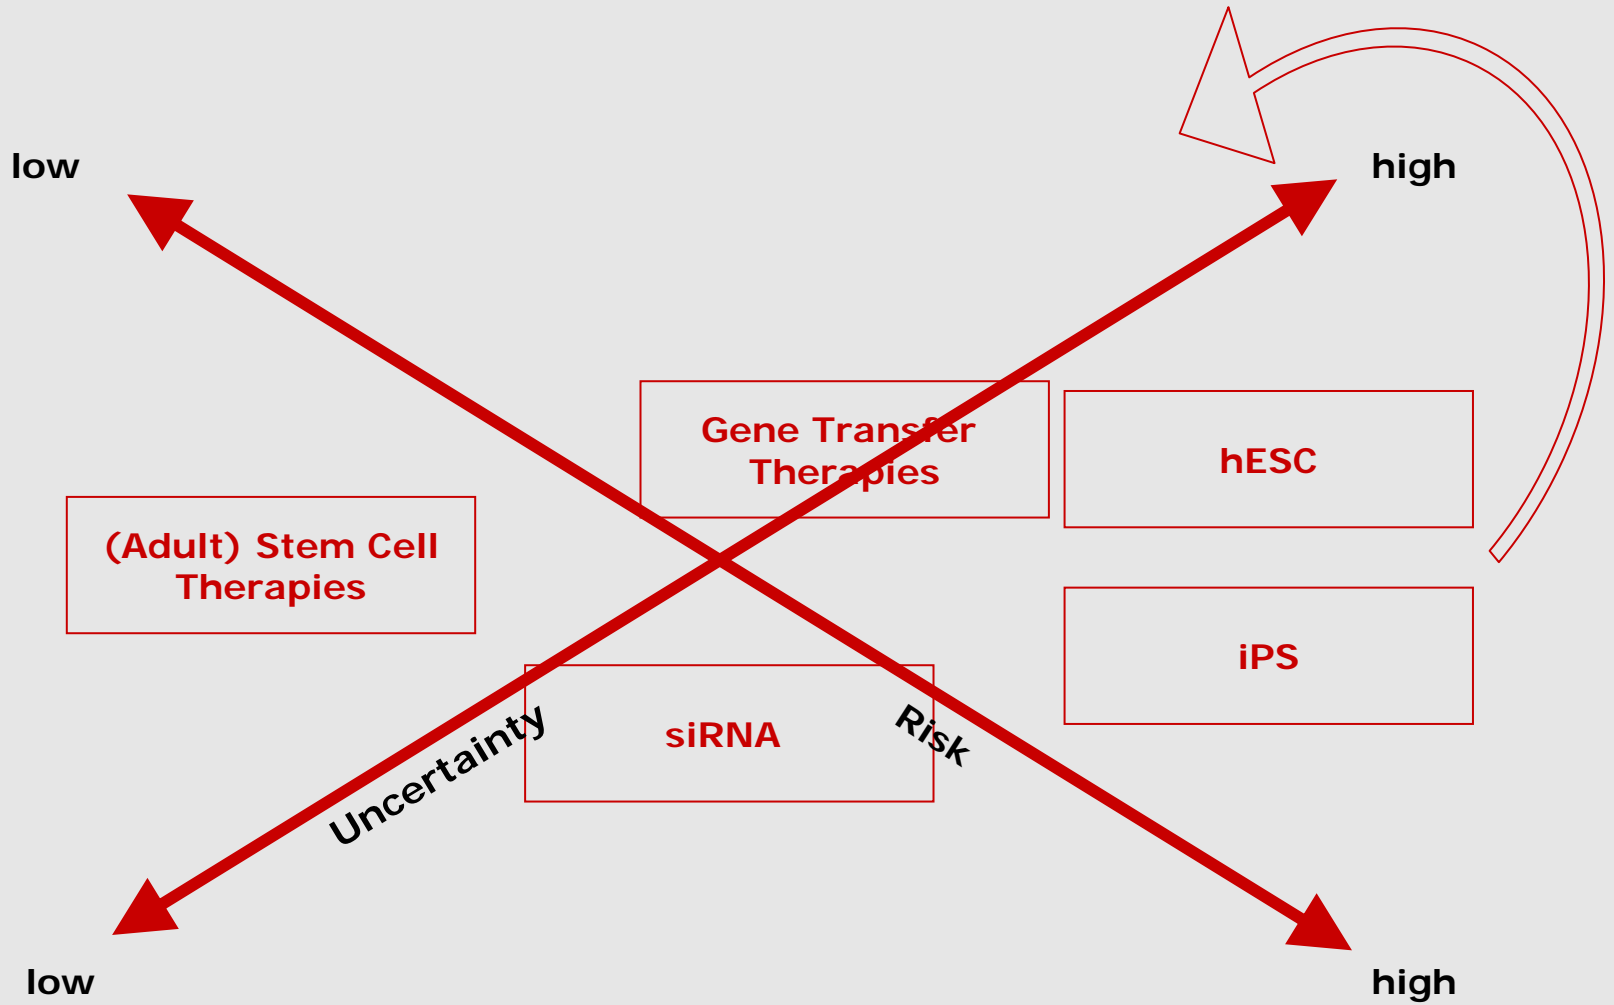 low
high
Gene Transfer
Therapies
hESC
(Adult) Stem Cell
Therapies
iPS
siRNA
Risk
Uncertainty
low
high